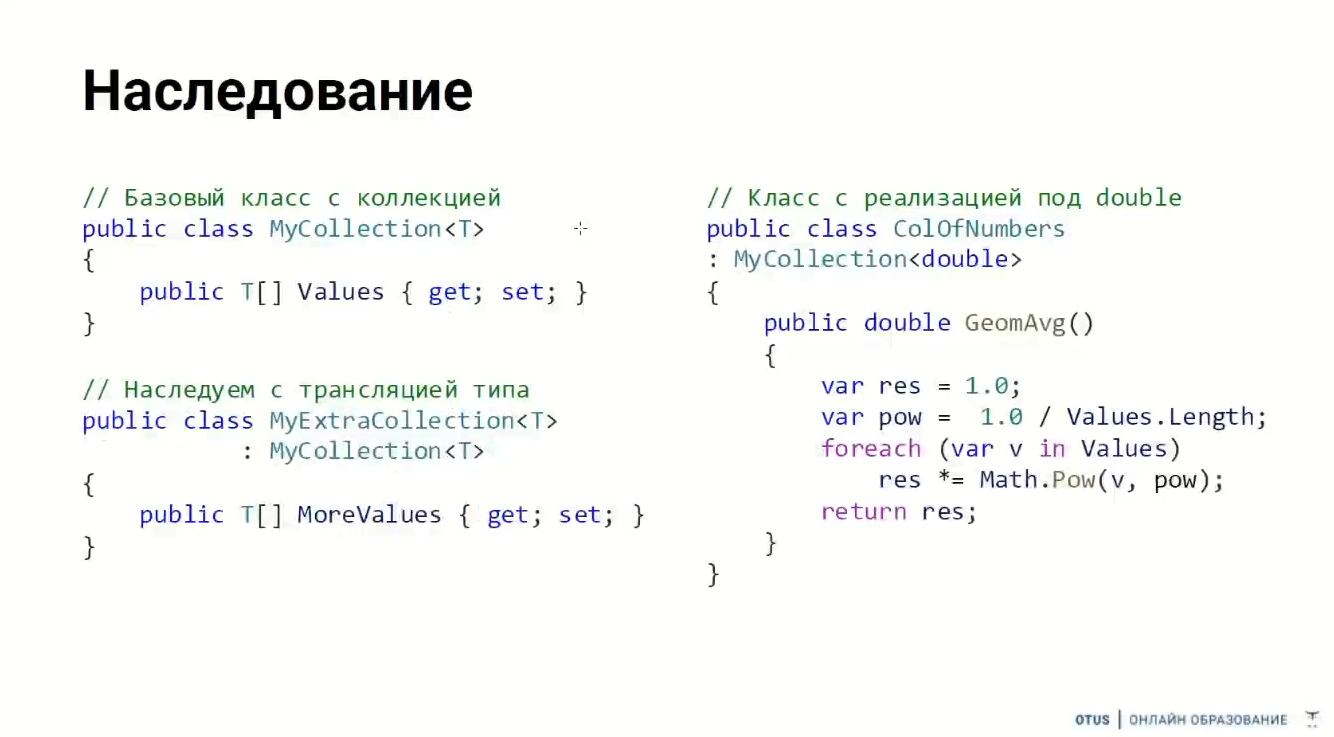 Наследование
// Базовый класс с коллекцией
public class MyCollection<T>
{
    public T[] Values { get; set; }
}
// Наследуем с трансляцией типа
public class MyExtraCollection<T>
           : MyCollection<T>
{
    public T[] MoreValues { get; set; }
}
// Класс с реализацией под double
public class ColOfNumbers
: MyCollection<double>
{
    public double GeomAvg()
    {
        var res = 1.0;
        var pow =  1.0 / Values.Length;
        foreach (var v in Values)
            res *= Math.Pow(v, pow);
        return res;
    }
}
OTUS | ОНЛАЙН ОБРАЗОВАНИЕ